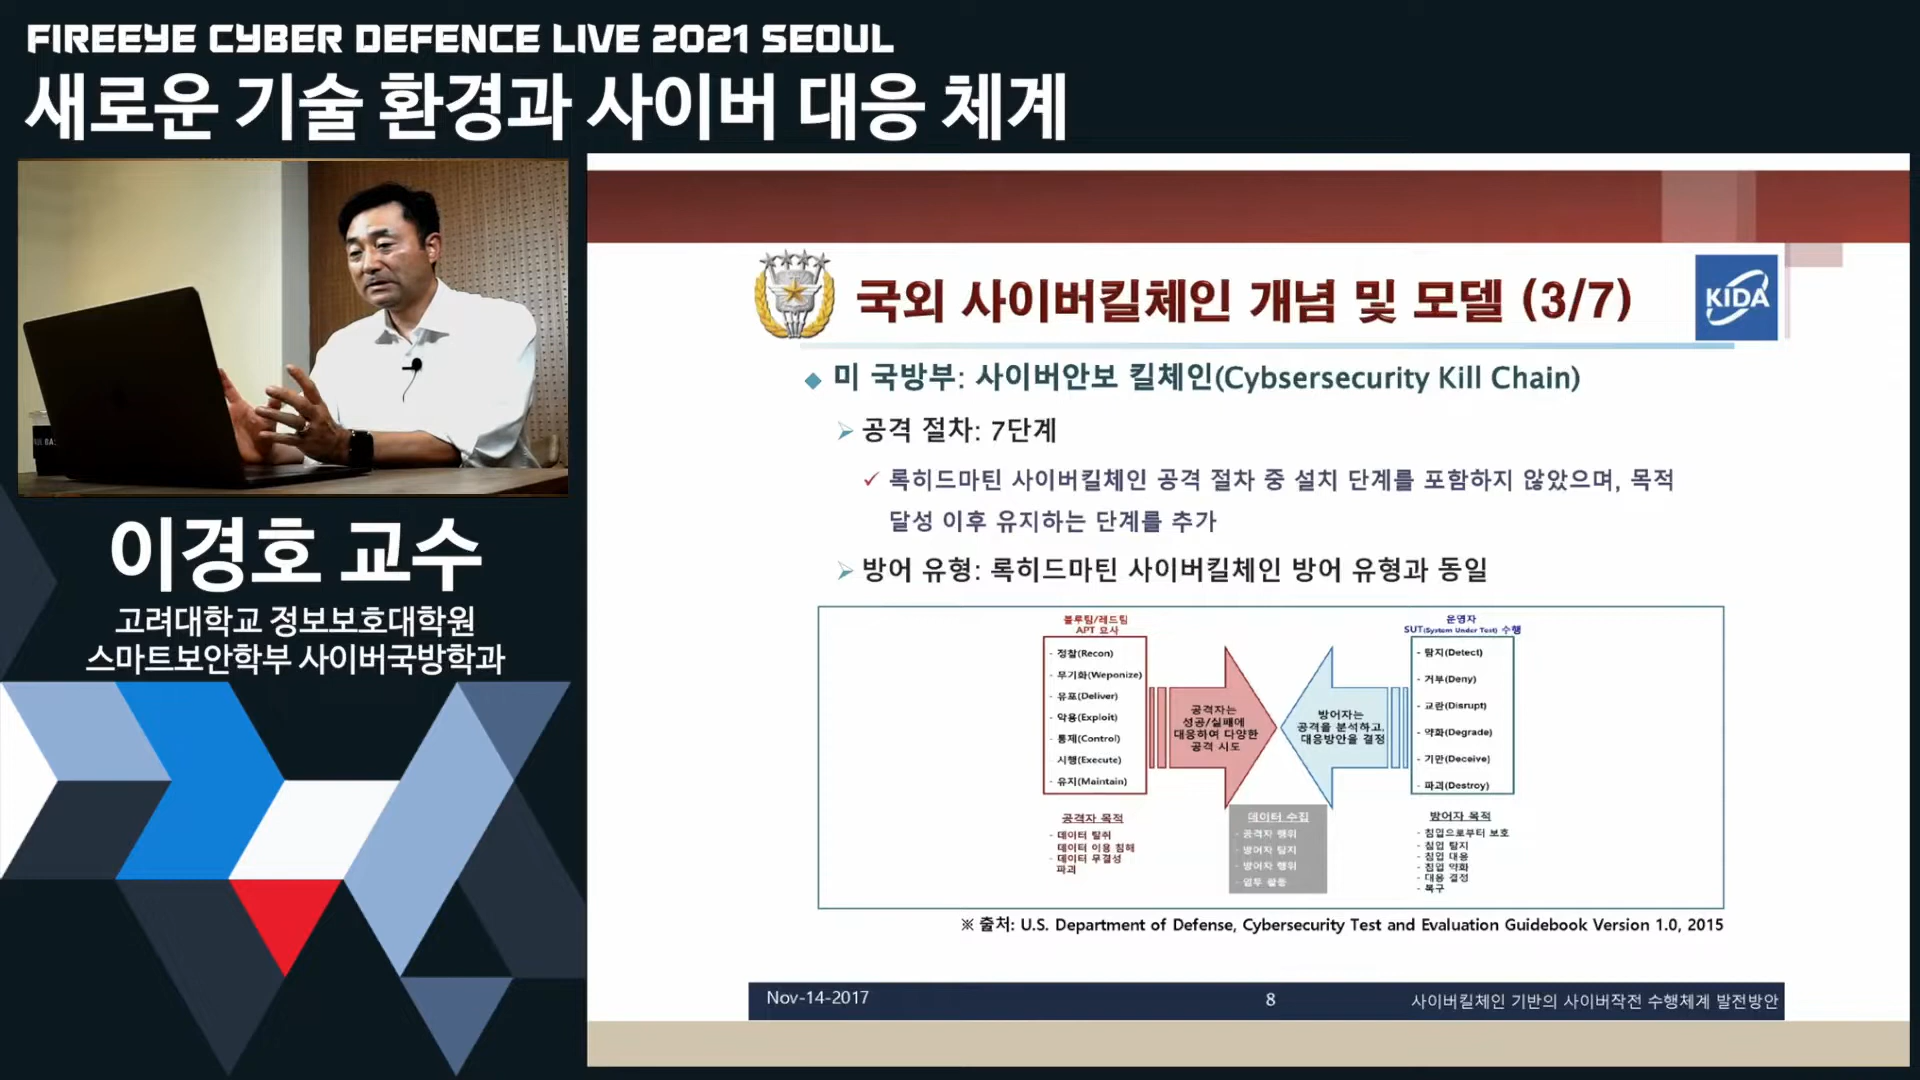 FIREEYE CYBER DEFENCE LIVE 2021 SEOUL
새로운 기술 환경과 사이버 대응 체계
이경호 교수
고려대학교 정보보호대학원
스마트보안학부 사이버국방학과
국외 사이버킬체인 개념 및 모델 (3/7)
KIDA
미 국방부: 사이버안보 킬체인(Cybsersecurity Kill Chain)
공격 절차: 7단계
록히드마틴 사이버킬체인 공격 절차 중 설치 단계를 포함하지 않았으며, 목적
달성 이후 유지하는 단계를 추가
방어 유형: 록히드마틴 사이버킬체인 방어 유형과 동일
블루팀/레드팀
APT 묘사
- 정찰(Recon)
- 무기화(Weponize)
- 유포(Deliver)
- 악용(Exploit)
- 통제(Control)
- 시행(Execute)
- 유지(Maintain)
공격자는
성공/실패에
대응하여 다양한
공격 시도
방어자는
공격을 분석하고,
대응방안을 결정
운영자
SUT(System Under Test) 수행
- 탐지(Detect)
- 거부(Deny)
- 교란(Disrupt)
- 약화(Degrade)
- 기만(Deceive)
- 파괴(Destroy)
공격자 목적
- 데이터 탈취
데이터 이용 침해
- 데이터 무결성
파괴
데이터 수집
- 공격자 행위
- 방어자 탐지
- 방어자 행위
- 임무 활동
방어자 목적
- 침입으로부터 보호
- 침입 탐지
- 침입 대응
- 침입 약화
- 대응 결정
- 복구
※ 출처: U.S. Department of Defense, Cybersecurity Test and Evaluation Guidebook Version 1.0, 2015
Nov-14-2017
8
사이버킬체인 기반의 사이버작전 수행체계 발전방안